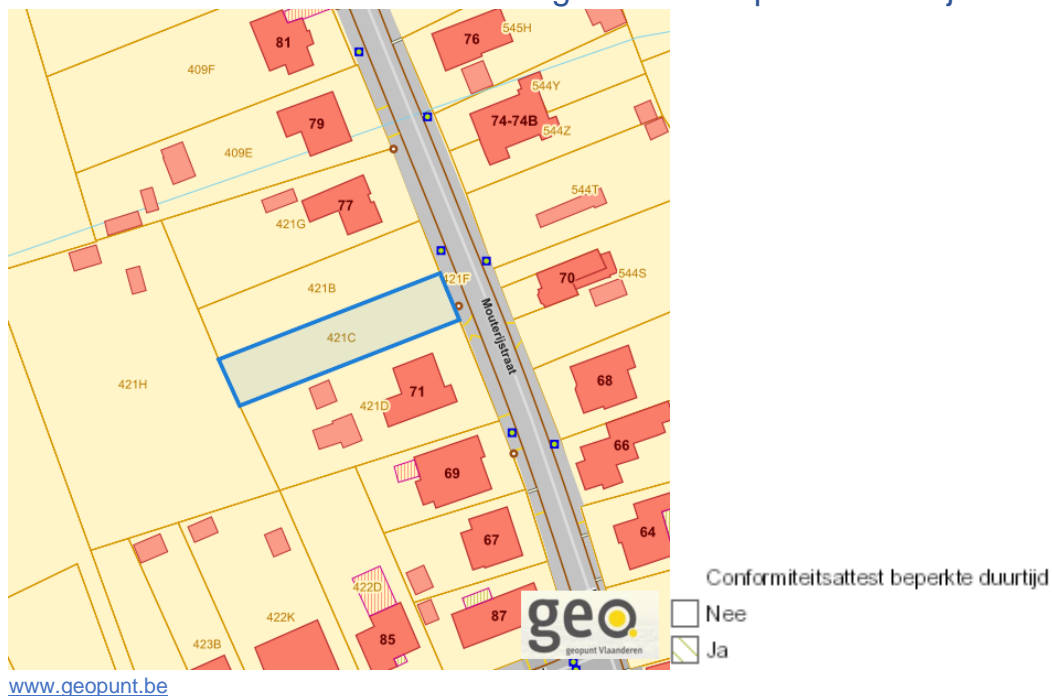 81
76
545H
409F
544Y
79
74-74B
544Z
409E
544T
77
421G
421B
421F
70
544S
Mouterijstraat
421C
421H
68
71
421D
66
69
67
64
422D
87
422K
85
423B
geo
geopunt Vlaanderen
Conformiteitsattest beperkte duurtijd
Nee
Ja
www.geopunt.be